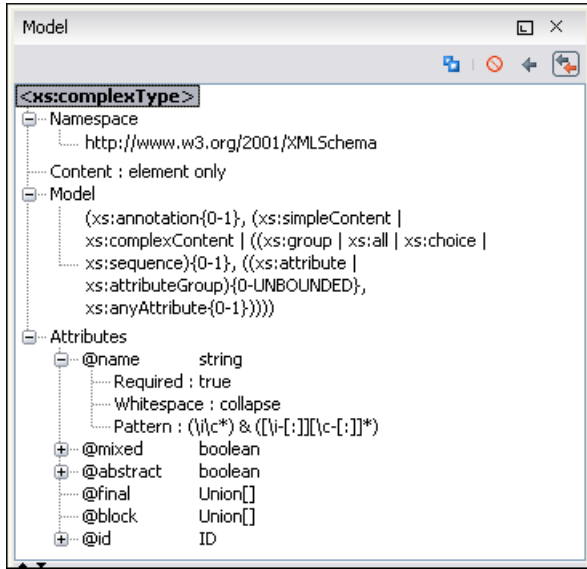 Model
<xs:complexType>
Namespace
http://www.w3.org/2001/XMLSchema
Content : element only
Model
(xs:annotation{0-1}, (xs:simpleContent |
xs:complexContent | ((xs:group | xs:all | xs:choice |
xs:sequence){0-1}, ((xs:attribute |
xs:attributeGroup){0-UNBOUNDED},
xs:anyAttribute{0-1}))))
Attributes
@name string
Required : true
Whitespace : collapse
Pattern : (\i\c*) & ([\i-[:]][\c-[:]]*)
@mixed boolean
@abstract boolean
@final Union[]
@block Union[]
@id ID